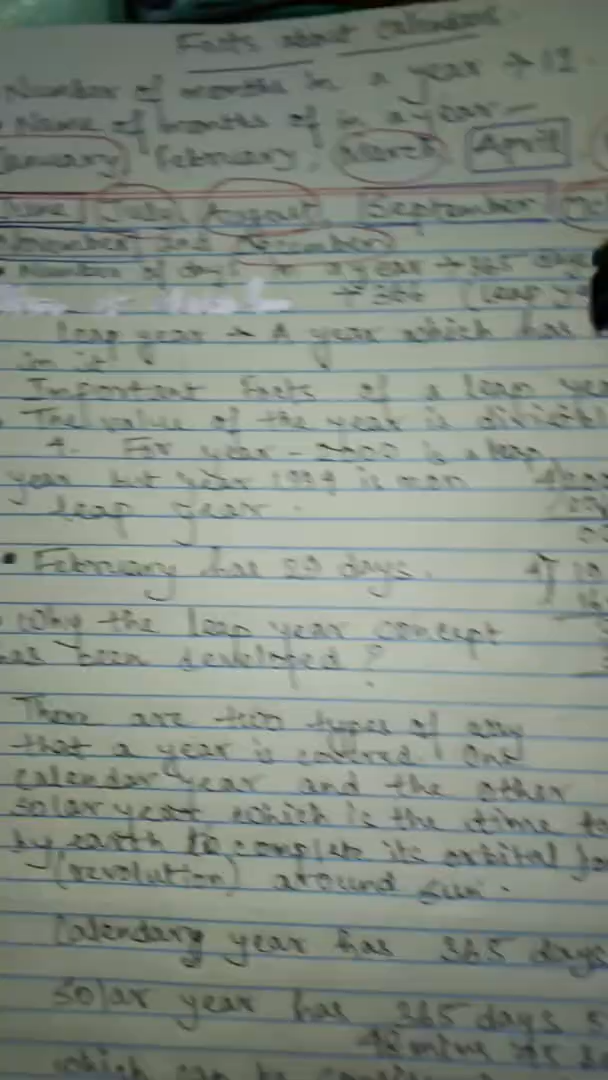 Facts about calendar
Number of months in a year → 12
Name of months of in a year –
January, February, March, April
June, July, August, September
November and December
Number of days in a year → 365 days
→ 366 (leap
Leap year → A year which has
in it
Important Facts of a leap
The value of the year is
4. For year – 2000 is a leap
year but year is non
leap year.
• February has 29 days.
Why the leap year concept
has been developed?
There are two types of
that a year is covered. One
calendar year and the other
solar year which is the time
by earth to complete its orbital
(revolution) around sun.
Calendary year has 365 days
Solar year has 365 days 5
which can be